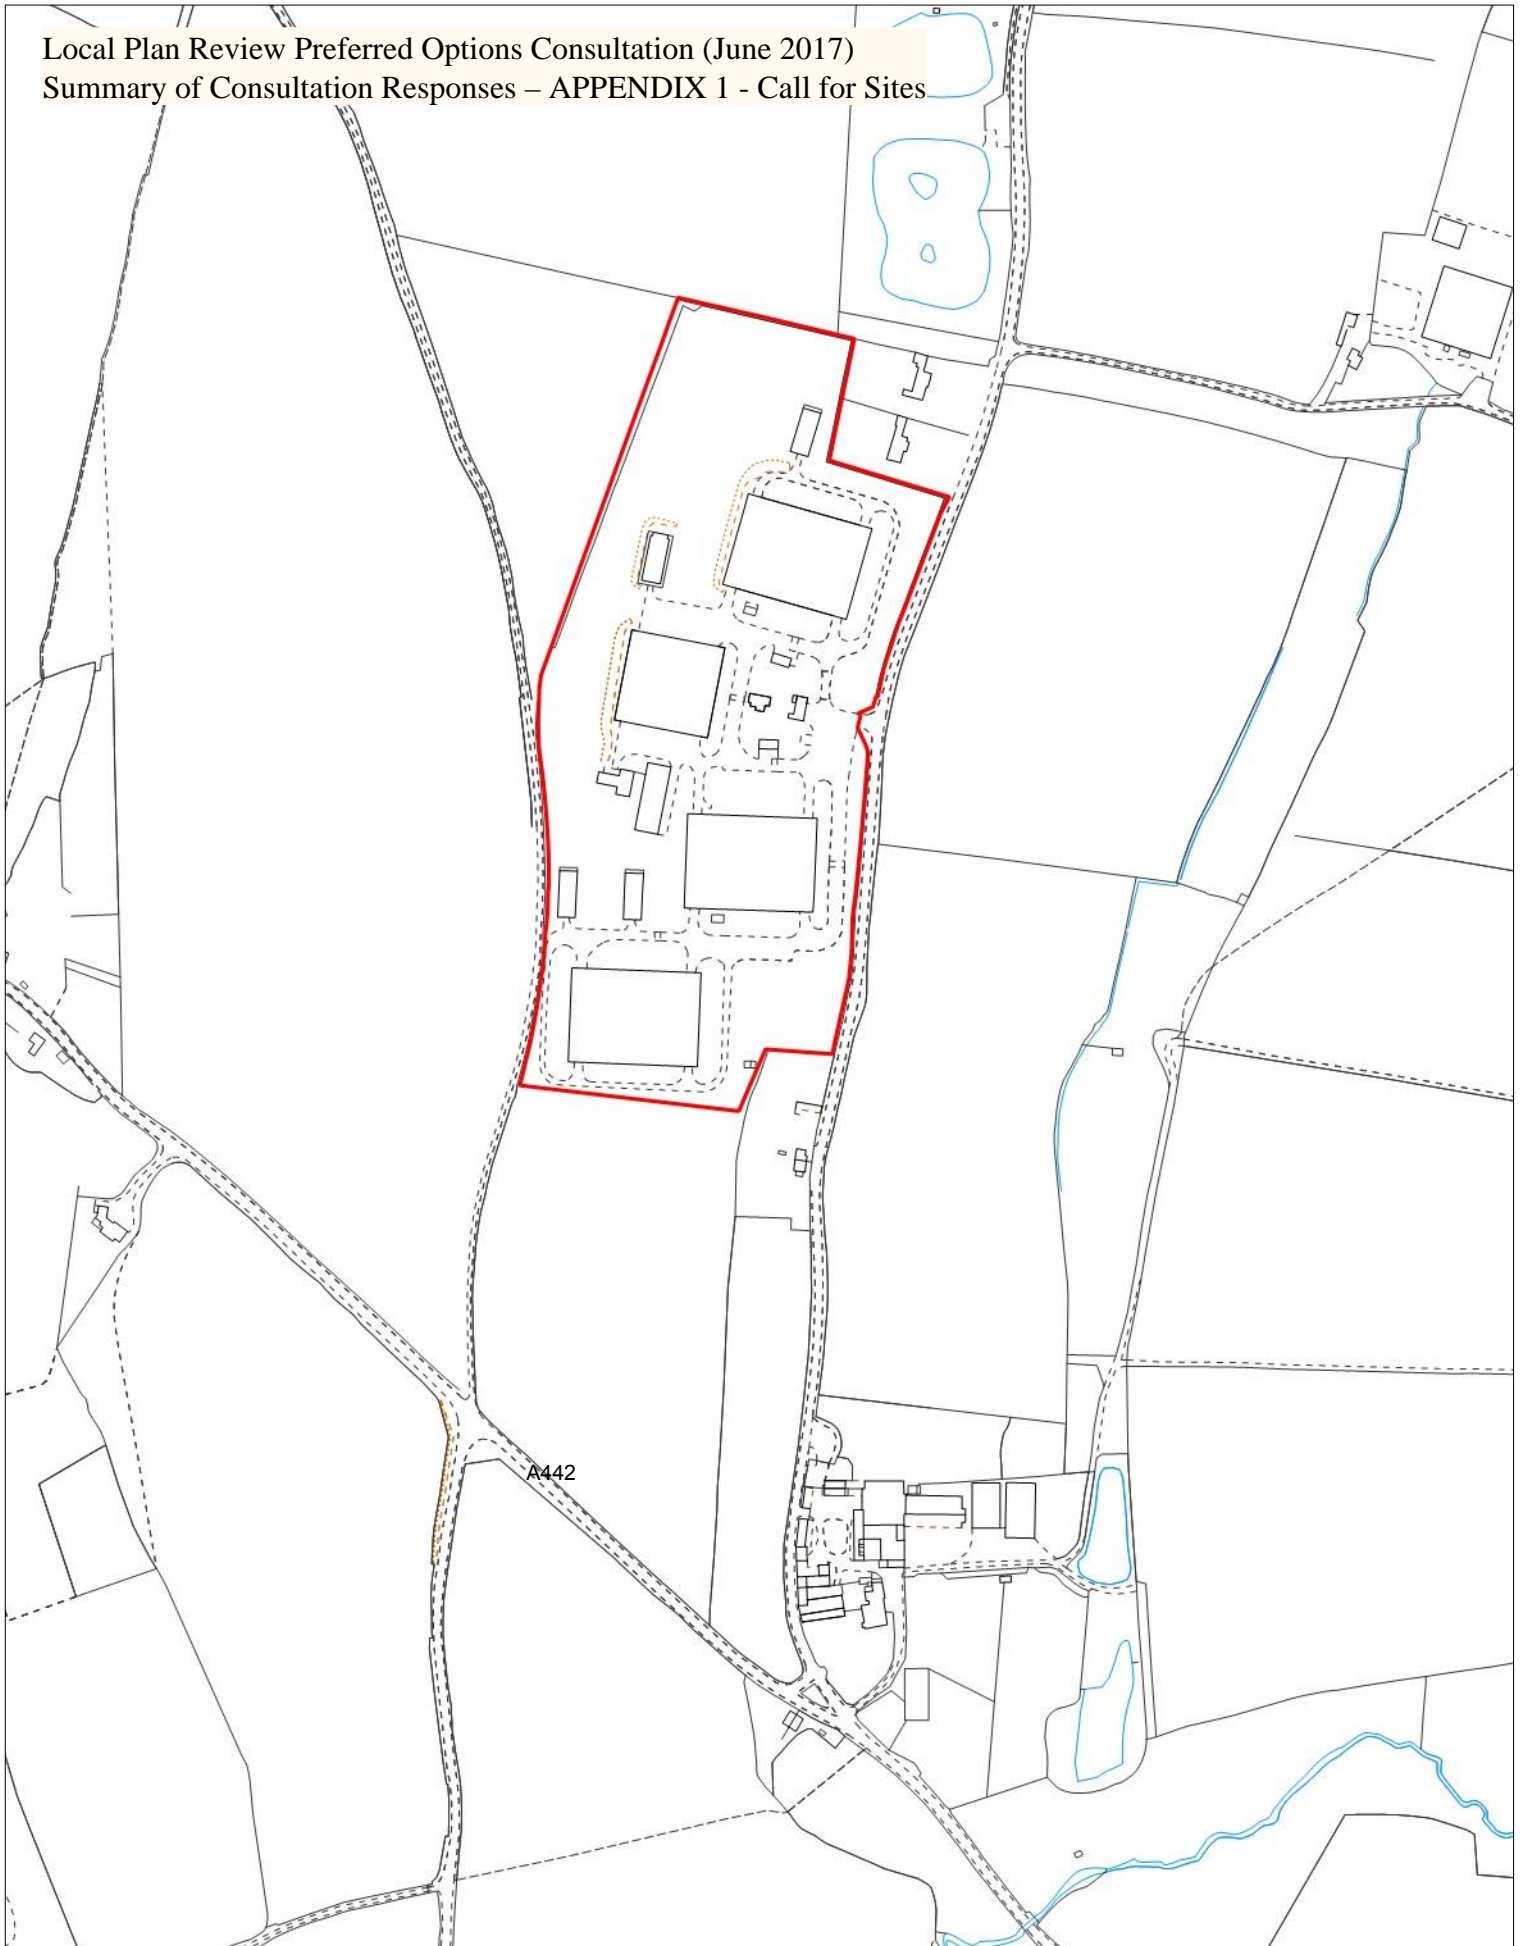 Local Plan Review Preferred Options Consultation (June 2017)
Summary of Consultation Responses – APPENDIX 1 - Call for Sites
A442